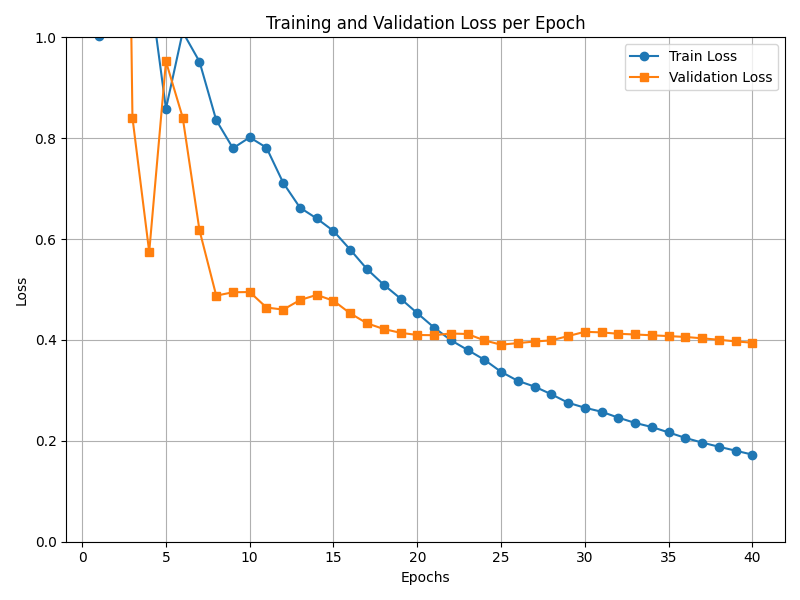 Training and Validation Loss per Epoch
Train Loss
Validation Loss
1.0
0.8
0.6
0.4
0.2
0.0
Loss
0 5 10 15 20 25 30 35 40
Epochs